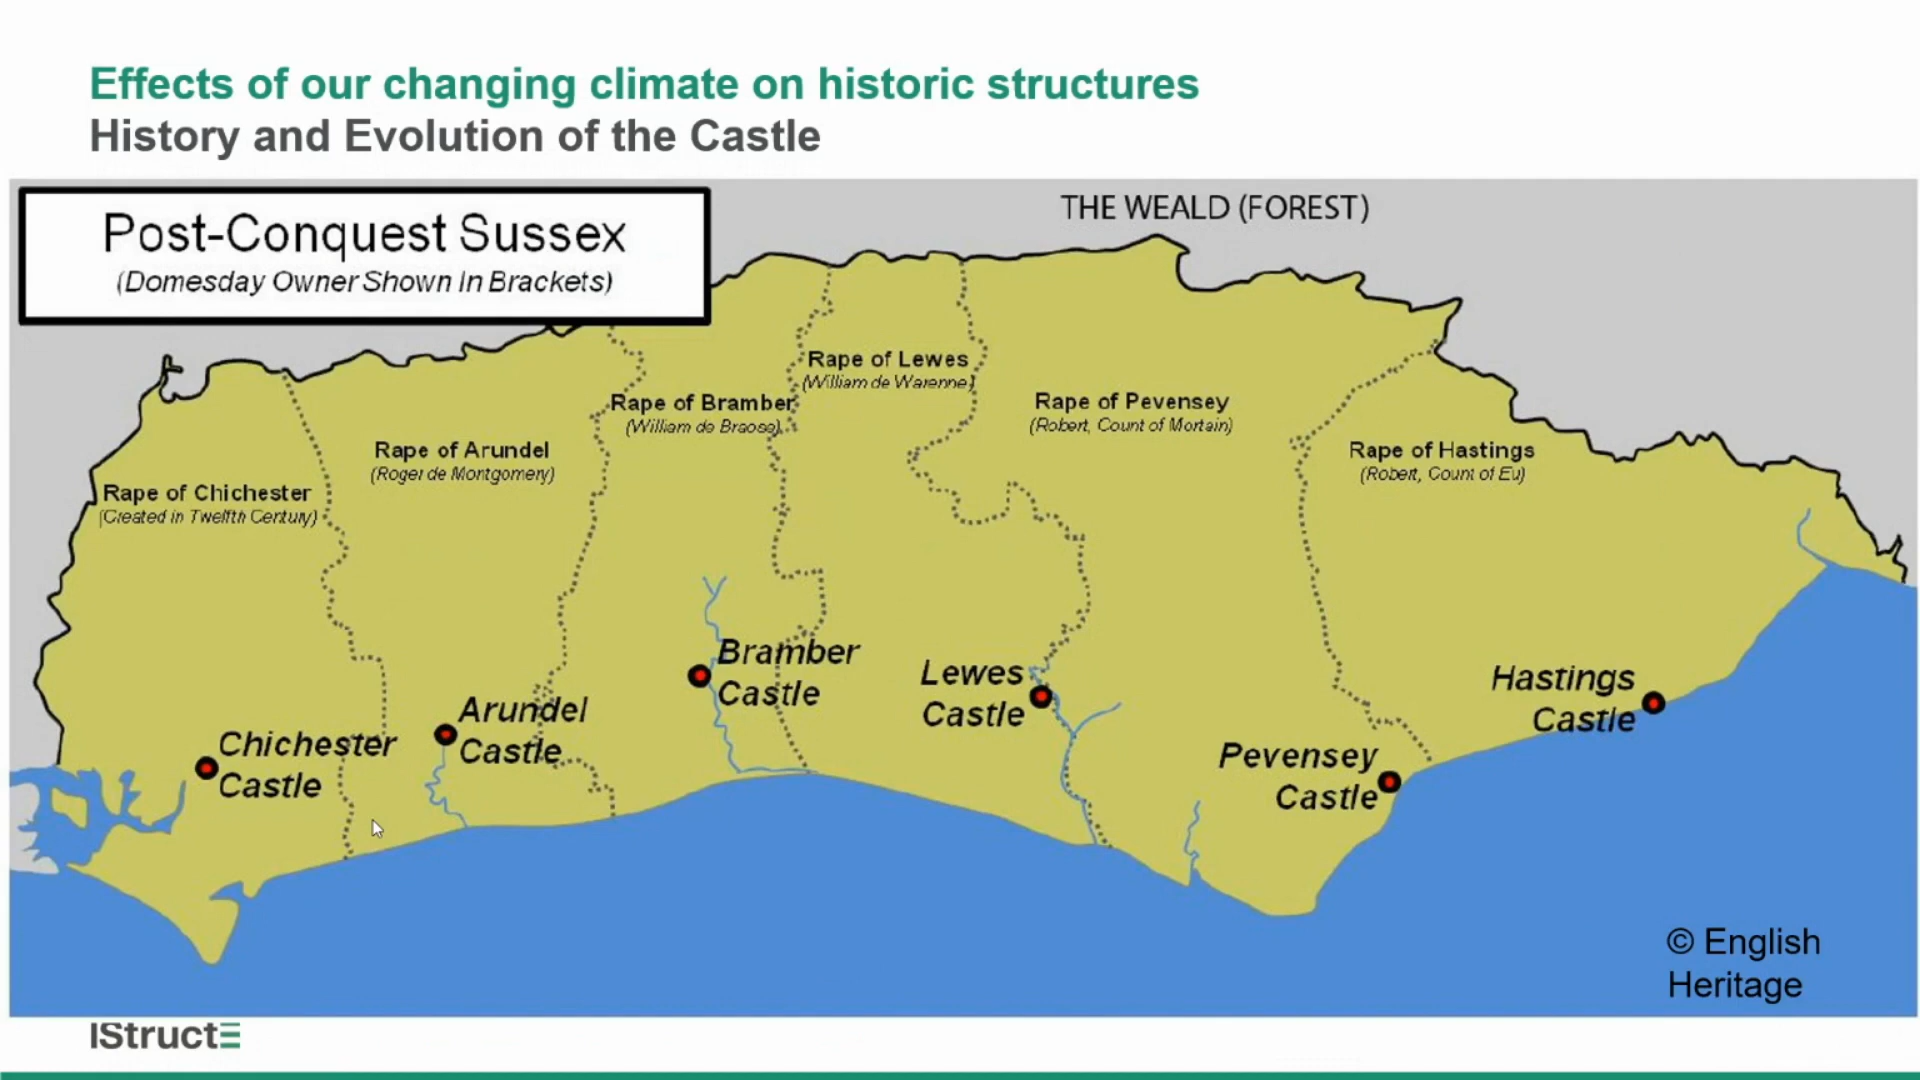 Effects of our changing climate on historic structures
History and Evolution of the Castle
Post-Conquest Sussex
(Domesday Owner Shown In Brackets)
THE WEALD (FOREST)
Rape of Lewes
(William de Warenne)
Rape of Bramber
(William de Braose)
Rape of Pevensey
(Robert, Count of Mortain)
Rape of Arundel
(Roger de Montgomery)
Rape of Hastings
(Robert, Count of Eu)
Rape of Chichester
(Created in Twelfth Century)
Bramber
Castle
Lewes
Castle
Hastings
Castle
Arundel
Castle
Chichester
Castle
Pevensey
Castle
© English
Heritage
IStructE